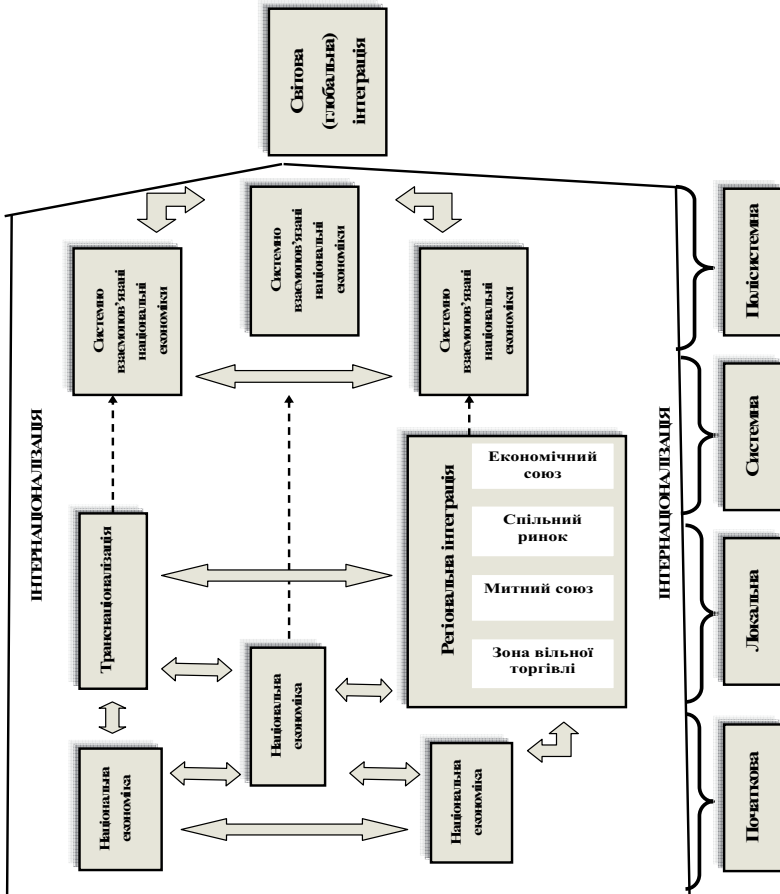 ІНТЕРНАЦІОНАЛІЗАЦІЯ
Національна
економіка
Транснаціоналізація
Системно
взаємопов’язані
національні
економіки
Національна
економіка
Системно
взаємопов’язані
національні
економіки
Світова
(глобальна)
інтеграція
Національна
економіка
Регіональна інтеграція
Зона вільної
торгівлі
Митний союз
Спільний
ринок
Економічний
союз
Системно
взаємопов’язані
національні
економіки
ІНТЕРНАЦІОНАЛІЗАЦІЯ
Початкова
Локальна
Системна
Полісистемна